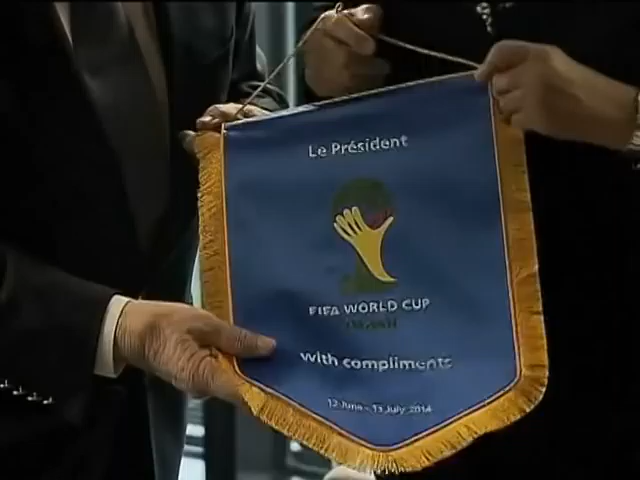 Le Président
FIFA WORLD CUP
with compliments
12 June - 13 July 2014